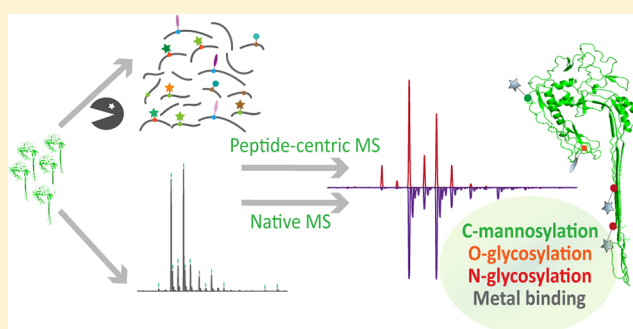 Peptide-centric MS
Native MS
C-mannosylation
O-glycosylation
N-glycosylation
Metal binding